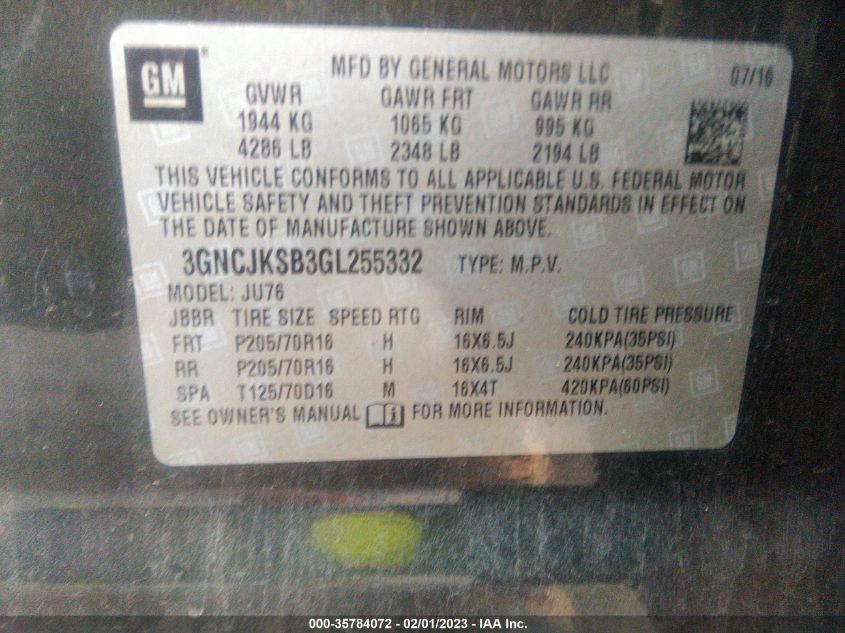 GM ®
MFD BY GENERAL MOTORS LLC 07/16
GVWR GAWR FRT GAWR RR
1944 KG 1065 KG 995 KG
4286 LB 2348 LB 2194 LB
THIS VEHICLE CONFORMS TO ALL APPLICABLE U.S. FEDERAL MOTOR
VEHICLE SAFETY AND THEFT PREVENTION STANDARDS IN EFFECT ON
THE DATE OF MANUFACTURE SHOWN ABOVE.
3GNCJKSB3GL255332 TYPE: M.P.V.
MODEL: JU76
JBBR TIRE SIZE SPEED RTG RIM COLD TIRE PRESSURE
FRT P205/70R16 H 16X6.5J 240KPA(35PSI)
RR P205/70R16 H 16X6.5J 240KPA(35PSI)
SPA T125/70D16 M 16X4T 420KPA(60PSI)
SEE OWNER'S MANUAL i FOR MORE INFORMATION.
000-35784072 - 02/01/2023 - IAA Inc.